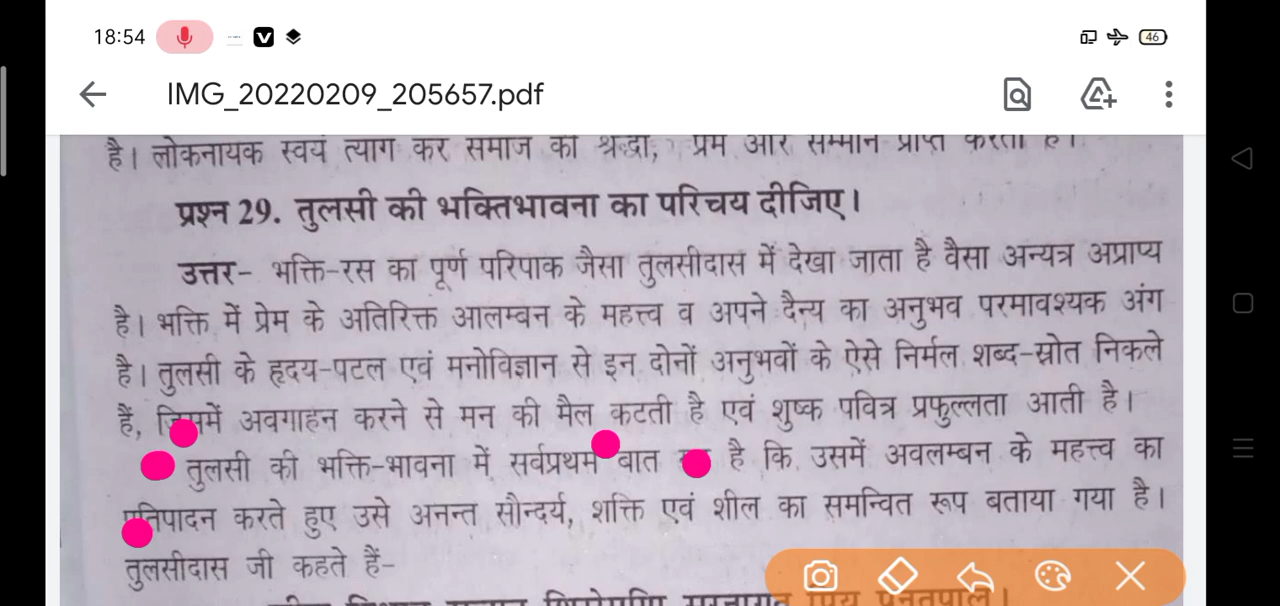 18:54
46
IMG_20220209_205657.pdf
है। लोकनायक स्वयं त्याग कर समाज की श्रद्धा, प्रेम और सम्मान प्राप्त करता है।
प्रश्न 29. तुलसी की भक्तिभावना का परिचय दीजिए।
उत्तर- भक्ति-रस का पूर्ण परिपाक जैसा तुलसीदास में देखा जाता है वैसा अन्यत्र अप्राप्य
है। भक्ति में प्रेम के अतिरिक्त आलम्बन के महत्त्व व अपने दैन्य का अनुभव परमावश्यक अंग
है। तुलसी के हृदय-पटल एवं मनोविज्ञान से इन दोनों अनुभवों के ऐसे निर्मल शब्द-स्रोत निकले
हैं, जिसमें अवगाहन करने से मन की मैल कटती है एवं शुष्क पवित्र प्रफुल्लता आती है।
तुलसी की भक्ति-भावना में सर्वप्रथम बात है कि उसमें अवलम्बन के महत्त्व का
प्रतिपादन करते हुए उसे अनन्त सौन्दर्य, शक्ति एवं शील का समन्वित रूप बताया गया है।
तुलसीदास जी कहते हैं-